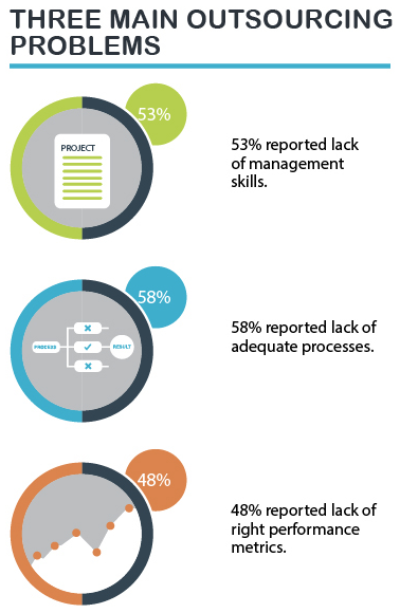 THREE MAIN OUTSOURCING
PROBLEMS
53%
PROJECT
53% reported lack
of management
skills.
58%
PROCESS
RESULT
58% reported lack of
adequate processes.
48%
48% reported lack of
right performance
metrics.